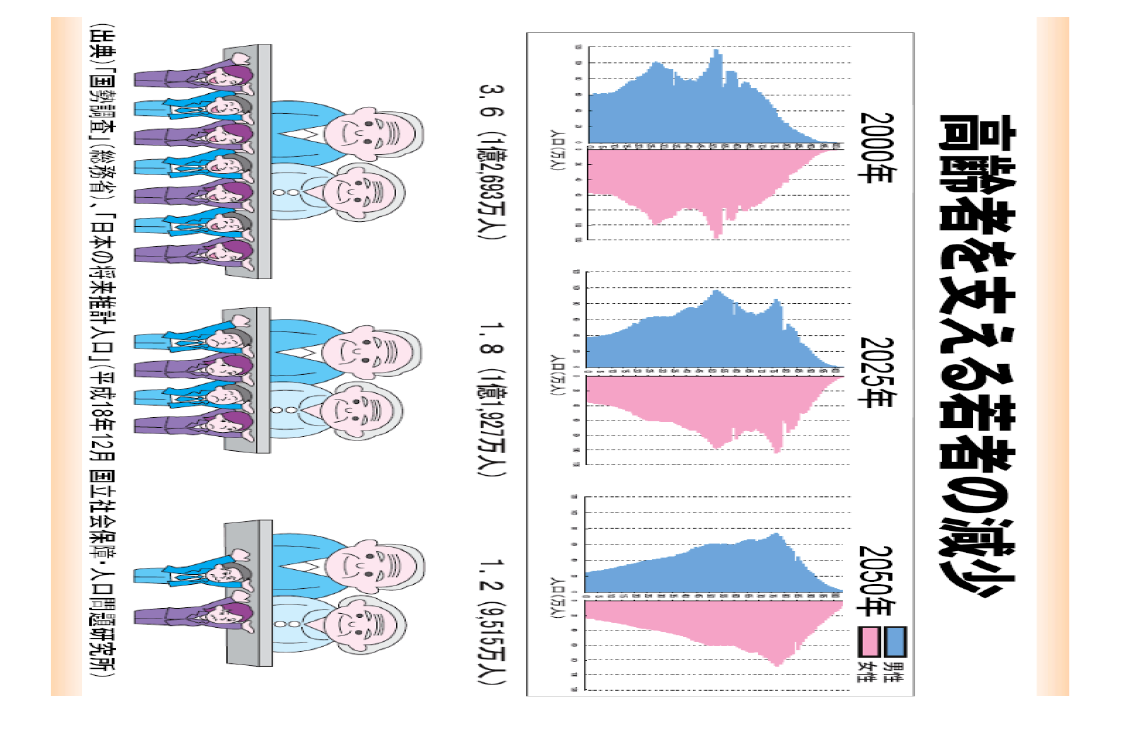 高齢者を支える若者の減少
2000年
2025年
2050年
男性
女性
人口(万人)
人口(万人)
人口(万人)
3.6(1億2,693万人)
1.8(1億1,927万人)
1.2(9,515万人)
(出典)「国勢調査」(総務省)、「日本の将来推計人口」(平成18年12月 国立社会保障・人口問題研究所)